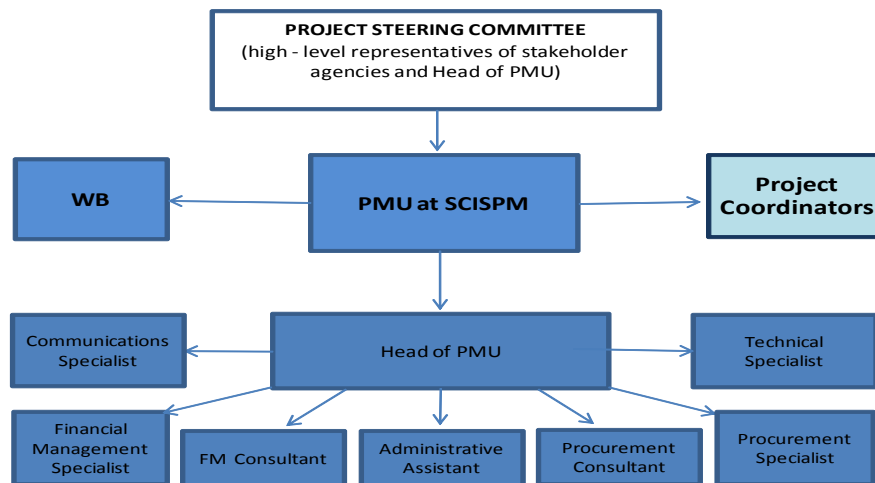 PROJECT STEERING COMMITTEE
(high - level representatives of stakeholder
agencies and Head of PMU)
WB
PMU at SCISPM
Project
Coordinators
Communications
Specialist
Head of PMU
Technical
Specialist
Financial
Management
Specialist
FM Consultant
Administrative
Assistant
Procurement
Consultant
Procurement
Specialist